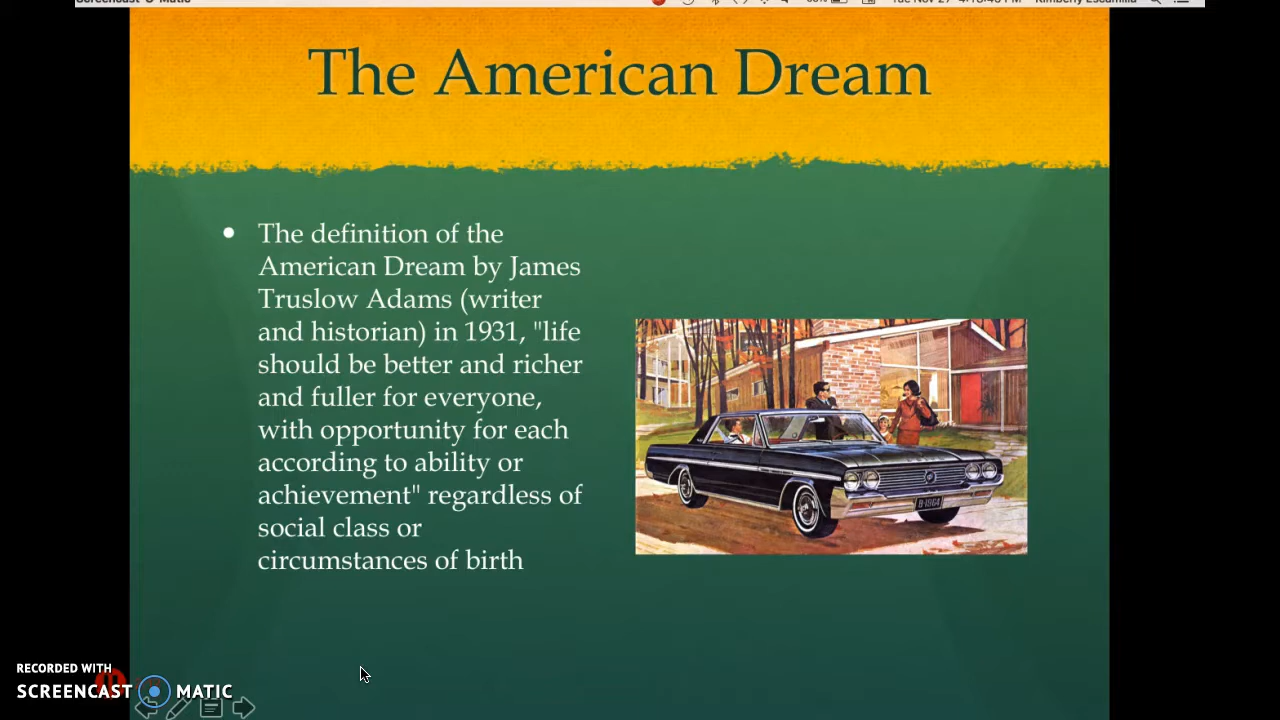 The American Dream
The definition of the
American Dream by James
Truslow Adams (writer
and historian) in 1931, "life
should be better and richer
and fuller for everyone,
with opportunity for each
according to ability or
achievement" regardless of
social class or
circumstances of birth
B-1964
RECORDED WITH
SCREENCAST MATIC